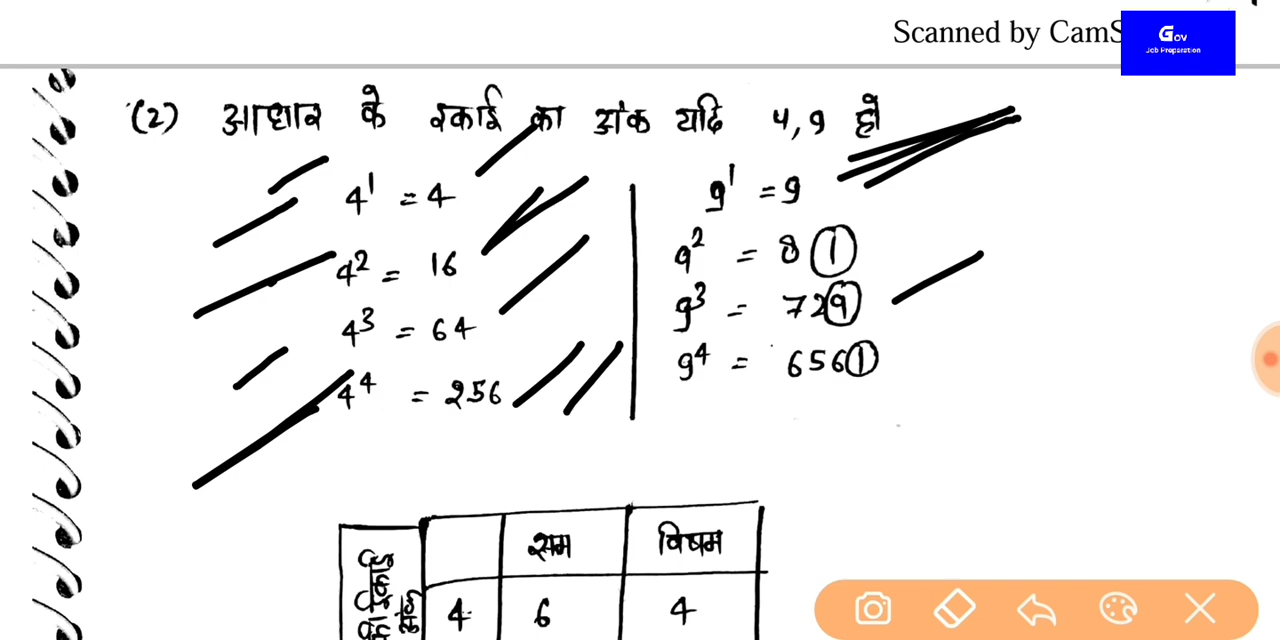 Scanned by CamS
Gov
Job Preparation
(2) आधार के इकाई का अंक यदि 4, 9 हो
4¹ = 4
4² = 16
4³ = 64
4⁴ = 256
9¹ = 9
9² = 81
9³ = 729
9⁴ = 6561
सम विषम
का इकाई
अंक
4 6 4